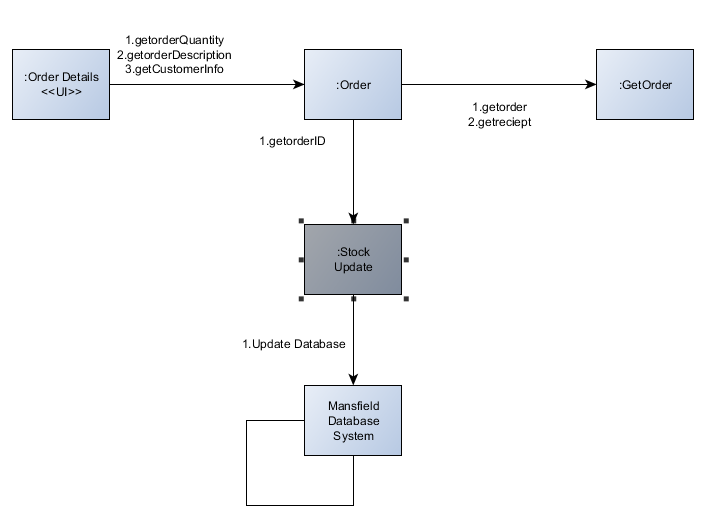 1.getorderQuantity
2.getorderDescription
3.getCustomerInfo
:Order Details
<<UI>>
:Order
:GetOrder
1.getorder
2.getreciept
1.getorderID
:Stock
Update
1.Update Database
Mansfield
Database
System